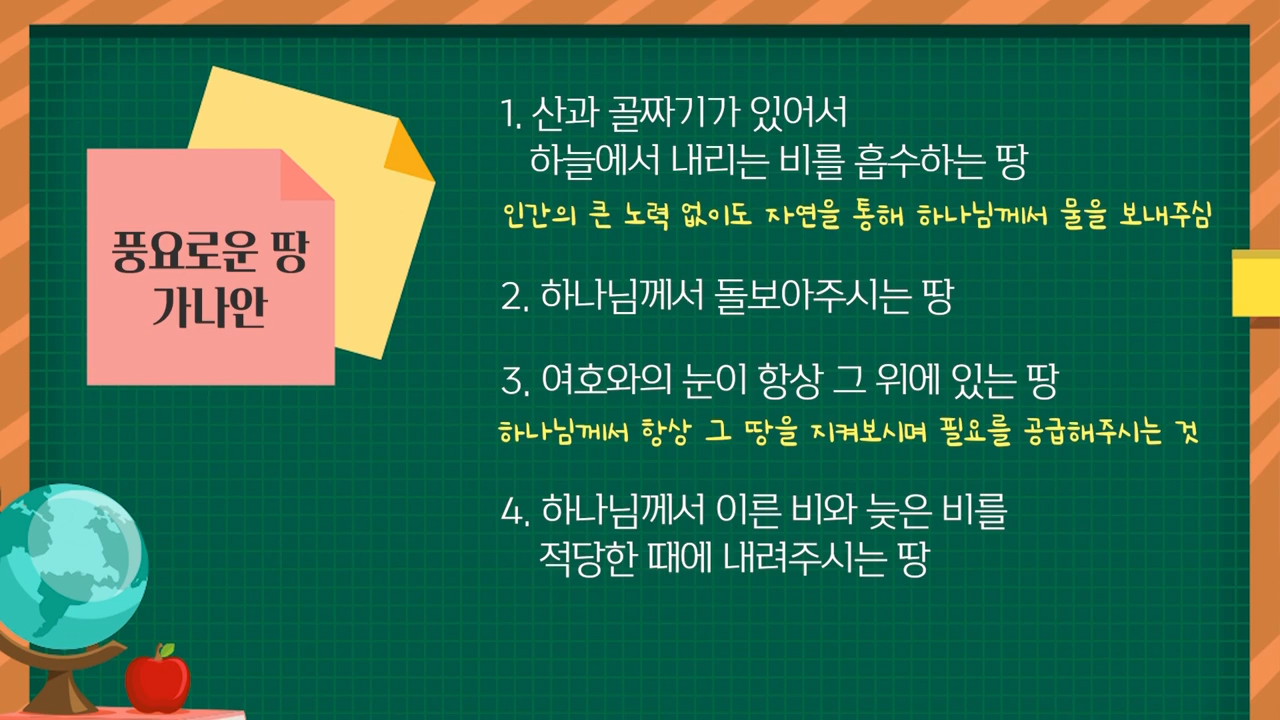 풍요로운 땅
가나안
1. 산과 골짜기가 있어서
하늘에서 내리는 비를 흡수하는 땅
인간의 큰 노력 없이도 자연을 통해 하나님께서 물을 보내주심
2. 하나님께서 돌보아주시는 땅
3. 여호와의 눈이 항상 그 위에 있는 땅
하나님께서 항상 그 땅을 지켜보시며 필요를 공급해주시는 것
4. 하나님께서 이른 비와 늦은 비를
적당한 때에 내려주시는 땅